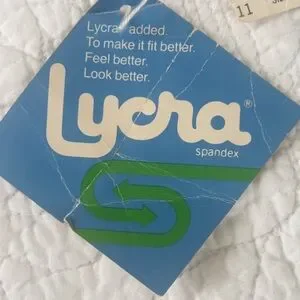 Lycra® added.
To make it fit better.
Feel better.
Look better.
Lycra®
spandex
11